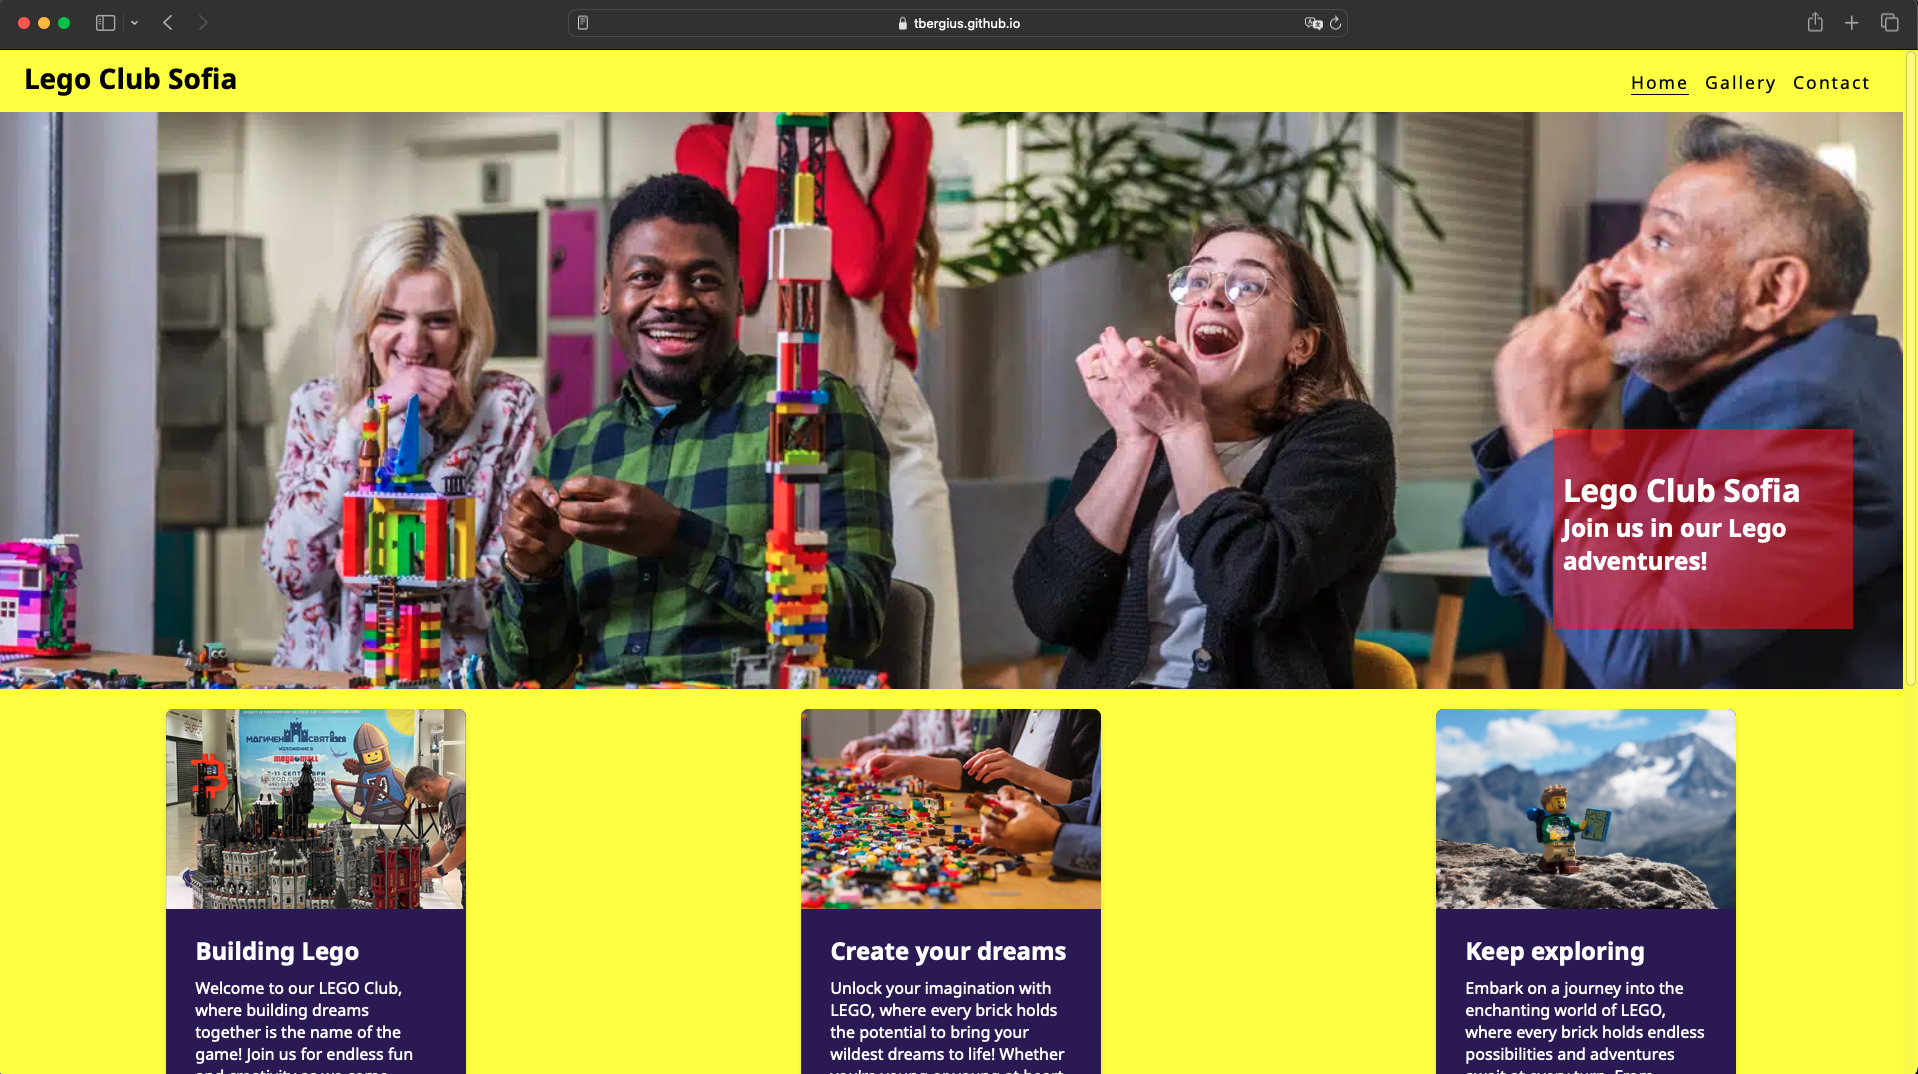 tbergius.github.io
Lego Club Sofia
Home Gallery Contact
Lego Club Sofia
Join us in our Lego
adventures!
МАГИЧЕН СВЯТ
ИЗЛОЖЕНИЕ В
mega mall
11 СЕПТЕМВРИ
Building Lego
Welcome to our LEGO Club,
where building dreams
together is the name of the
game! Join us for endless fun
Create your dreams
Unlock your imagination with
LEGO, where every brick holds
the potential to bring your
wildest dreams to life! Whether
Keep exploring
Embark on a journey into the
enchanting world of LEGO,
where every brick holds endless
possibilities and adventures